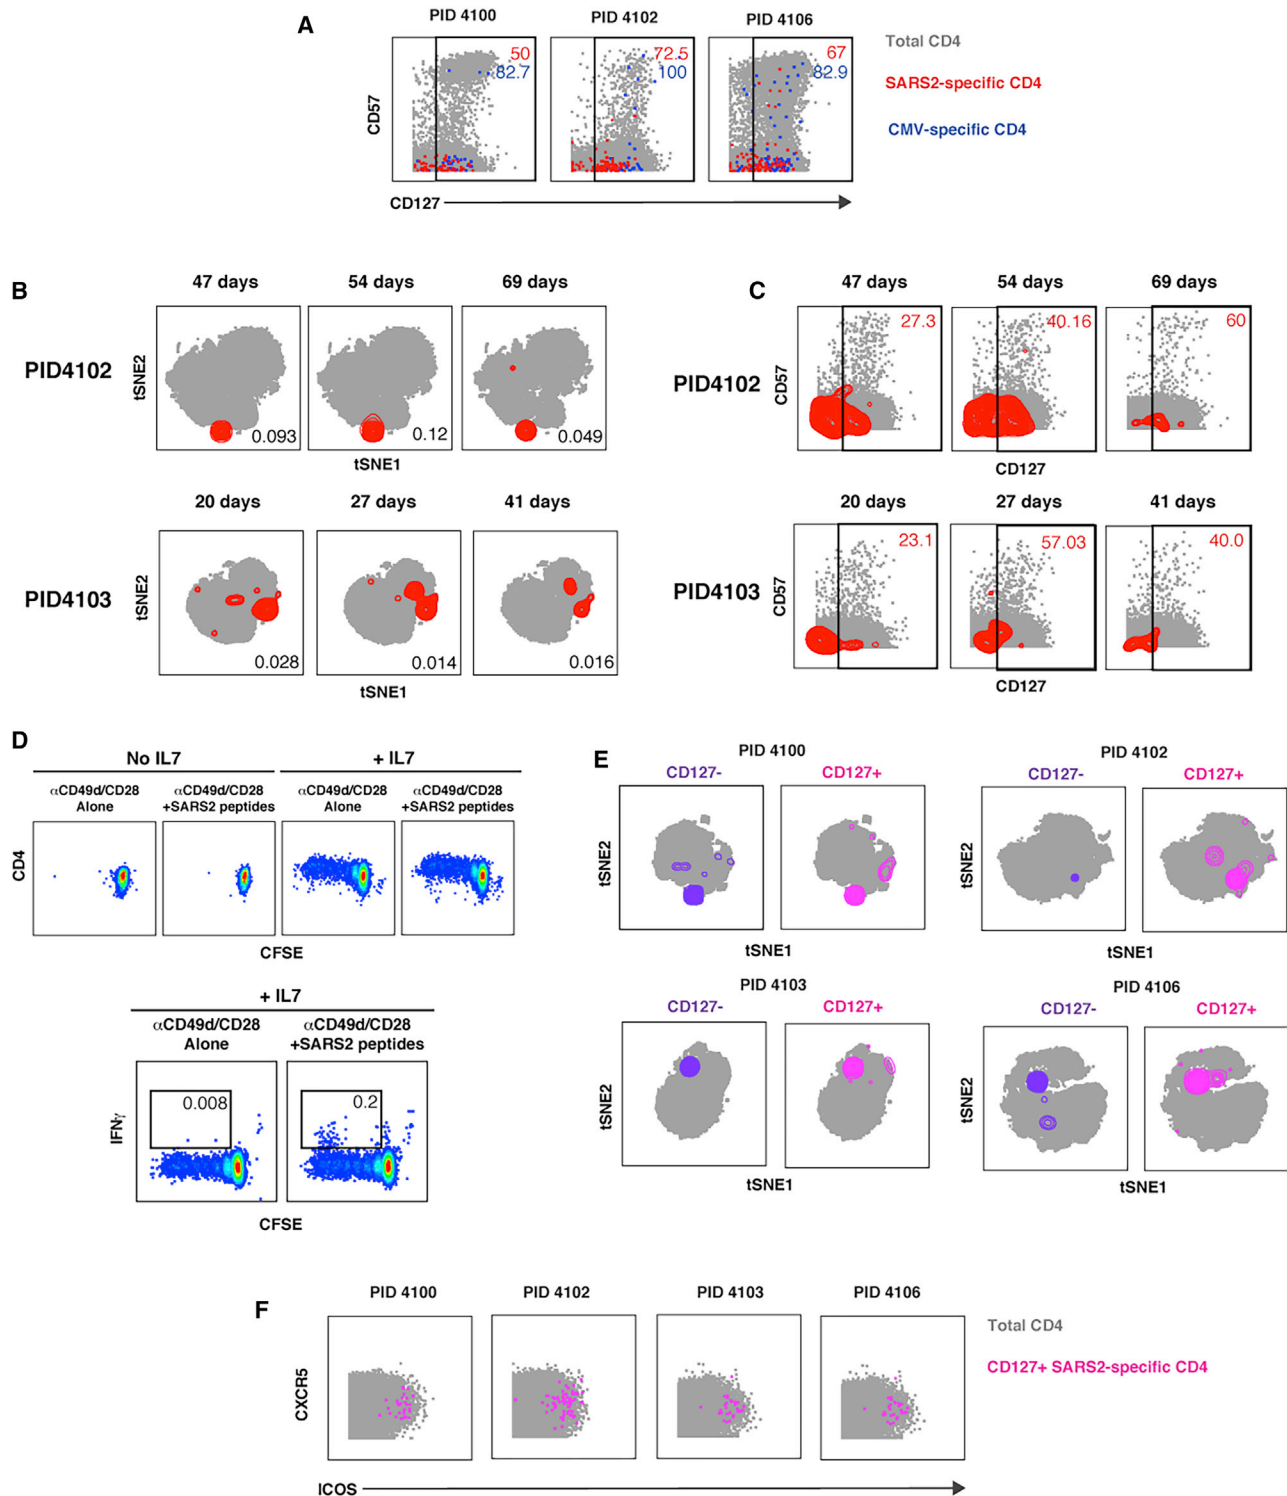 A
PID 4100
PID 4102
PID 4106
50
82.7
72.5
100
67
82.9
Total CD4
SARS2-specific CD4
CMV-specific CD4
CD57
CD127
B
47 days
54 days
69 days
PID4102
tSNE2
0.093
0.12
0.049
tSNE1
20 days
27 days
41 days
PID4103
tSNE2
0.028
0.014
0.016
tSNE1
C
47 days
54 days
69 days
PID4102
CD57
27.3
40.16
60
CD127
20 days
27 days
41 days
PID4103
CD57
23.1
57.03
40.0
CD127
D
No IL7
+ IL7
αCD49d/CD28
Alone
αCD49d/CD28
+SARS2 peptides
αCD49d/CD28
Alone
αCD49d/CD28
+SARS2 peptides
CD4
CFSE
+ IL7
αCD49d/CD28
Alone
αCD49d/CD28
+SARS2 peptides
IFNγ
0.008
0.2
CFSE
E
PID 4100
CD127-
CD127+
tSNE2
tSNE1
PID 4102
CD127-
CD127+
tSNE2
tSNE1
PID 4103
CD127-
CD127+
tSNE2
tSNE1
PID 4106
CD127-
CD127+
tSNE2
tSNE1
F
PID 4100
PID 4102
PID 4103
PID 4106
Total CD4
CD127+ SARS2-specific CD4
CXCR5
ICOS